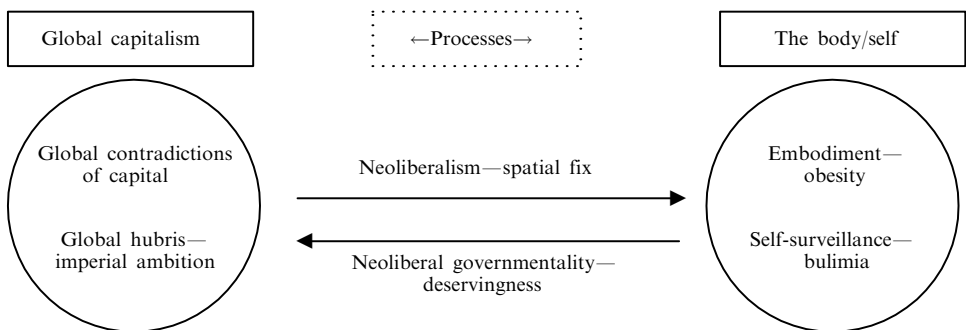 Global capitalism
←Processes→
The body/self
Global contradictions
of capital
Global hubris—
imperial ambition
Neoliberalism—spatial fix
Neoliberal governmentality—
deservingness
Embodiment—
obesity
Self-surveillance—
bulimia